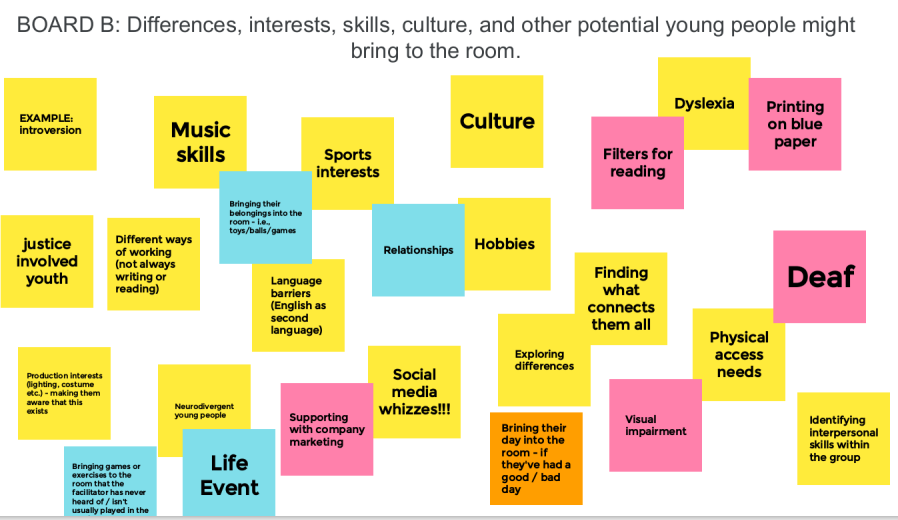 BOARD B: Differences, interests, skills, culture, and other potential young people might
bring to the room.
EXAMPLE:
introversion
Music
skills
Sports
interests
Culture
Dyslexia
Printing
on blue
paper
Filters for
reading
Bringing their
belongings into the
room - i.e.,
toys/balls/games
Relationships
Hobbies
justice
involved
youth
Different ways
of working
(not always
writing or
reading)
Language
barriers
(English as
second
language)
Finding
what
connects
them all
Deaf
Physical
access
needs
Exploring
differences
Production interests
(lighting, costume
etc.) - making them
aware that this
exists
Neurodivergent
young people
Social
media
whizzes!!!
Supporting
with company
marketing
Visual
impairment
Identifying
interpersonal
skills within
the group
Brining their
day into the
room - if
they've had a
good / bad
day
Life
Event
Bringing games or
exercises to the
room that the
facilitator has never
heard of / isn't
usually played in the